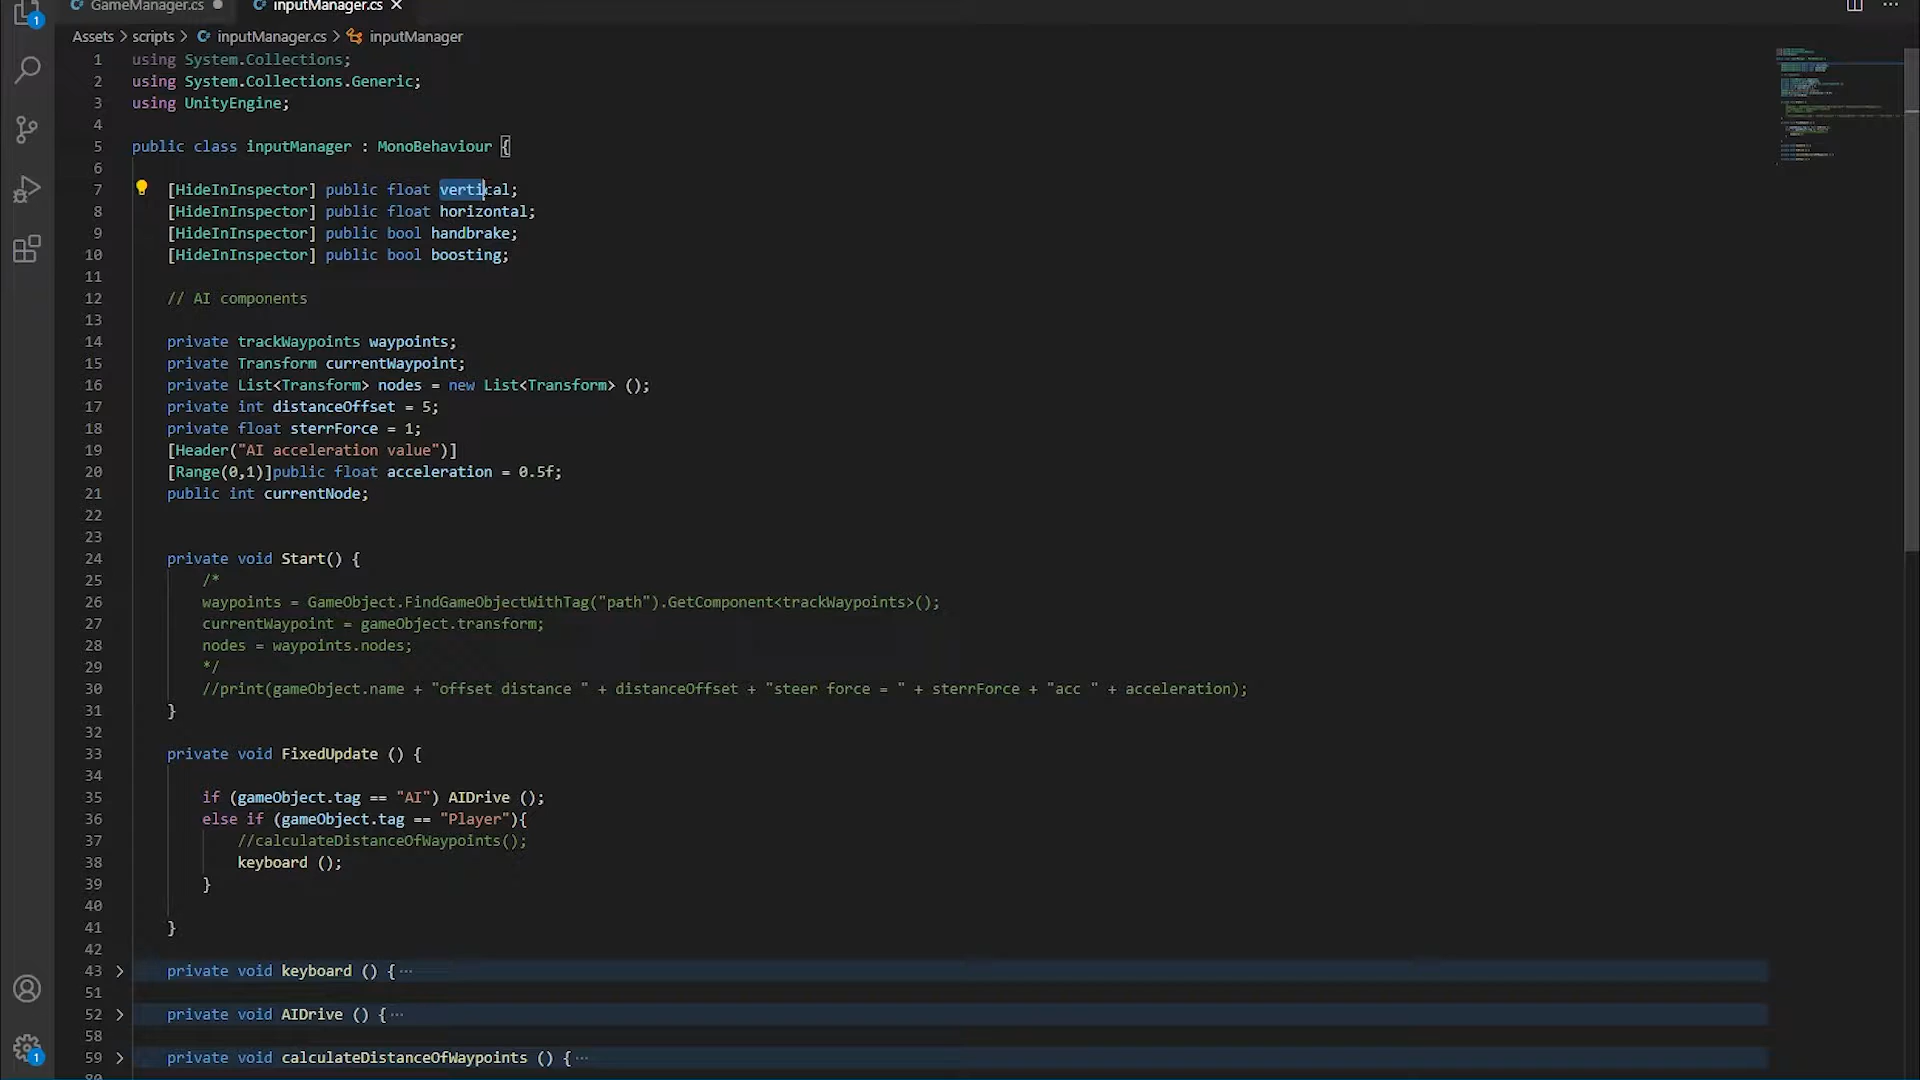 GameManager.cs ● inputManager.cs ×
Assets > scripts > inputManager.cs > inputManager
1 using System.Collections;
2 using System.Collections.Generic;
3 using UnityEngine;
4
5 public class inputManager : MonoBehaviour {
6
7 [HideInInspector] public float vertical;
8 [HideInInspector] public float horizontal;
9 [HideInInspector] public bool handbrake;
10 [HideInInspector] public bool boosting;
11
12 // AI components
13
14 private trackWaypoints waypoints;
15 private Transform currentWaypoint;
16 private List<Transform> nodes = new List<Transform> ();
17 private int distanceOffset = 5;
18 private float sterrForce = 1;
19 [Header("AI acceleration value")]
20 [Range(0,1)]public float acceleration = 0.5f;
21 public int currentNode;
22
23
24 private void Start() {
25 /*
26 waypoints = GameObject.FindGameObjectWithTag("path").GetComponent<trackWaypoints>();
27 currentWaypoint = gameObject.transform;
28 nodes = waypoints.nodes;
29 */
30 //print(gameObject.name + "offset distance " + distanceOffset + "steer force = " + sterrForce + "acc " + acceleration);
31 }
32
33 private void FixedUpdate () {
34
35 if (gameObject.tag == "AI") AIDrive ();
36 else if (gameObject.tag == "Player"){
37 //calculateDistanceOfWaypoints();
38 keyboard ();
39 }
40
41 }
42
43 > private void keyboard () { ···
51
52 > private void AIDrive () { ···
58
59 > private void calculateDistanceOfWaypoints () { ···
80
1
1